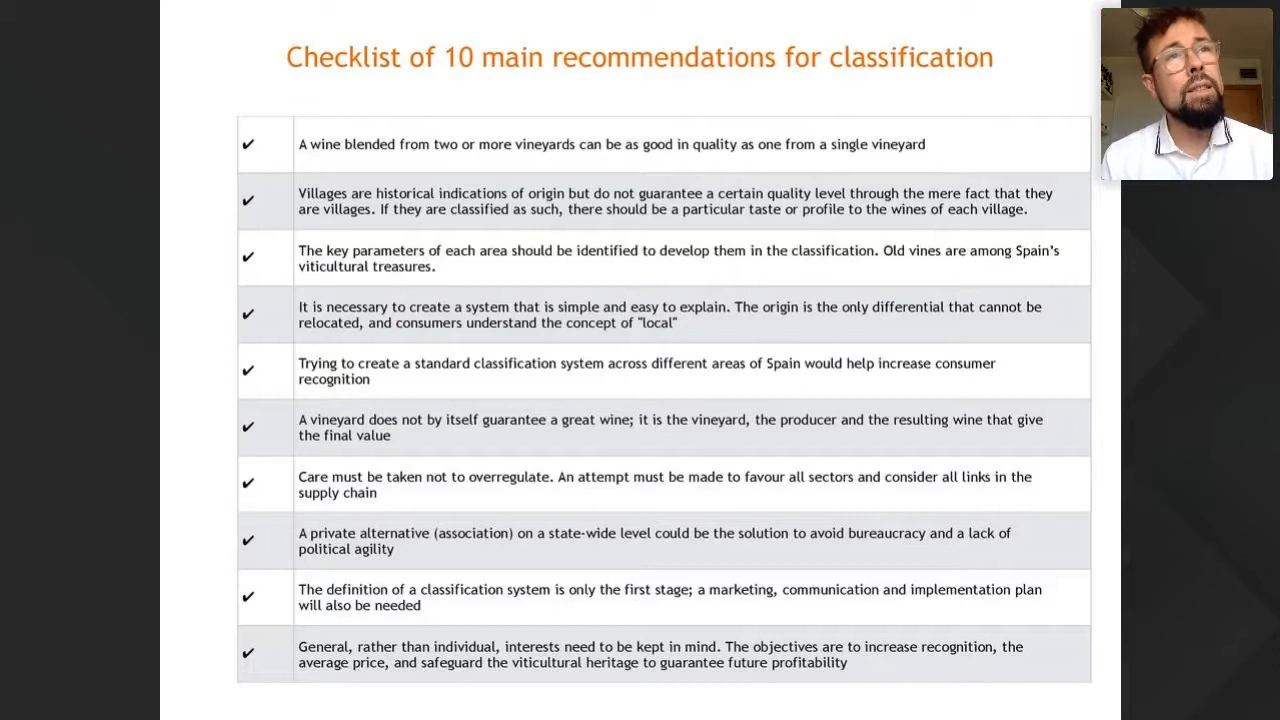 Checklist of 10 main recommendations for classification
✔ A wine blended from two or more vineyards can be as good in quality as one from a single vineyard
✔ Villages are historical indications of origin but do not guarantee a certain quality level through the mere fact that they
are villages. If they are classified as such, there should be a particular taste or profile to the wines of each village.
✔ The key parameters of each area should be identified to develop them in the classification. Old vines are among Spain's
viticultural treasures.
✔ It is necessary to create a system that is simple and easy to explain. The origin is the only differential that cannot be
relocated, and consumers understand the concept of "local"
✔ Trying to create a standard classification system across different areas of Spain would help increase consumer
recognition
✔ A vineyard does not by itself guarantee a great wine; it is the vineyard, the producer and the resulting wine that give
the final value
✔ Care must be taken not to overregulate. An attempt must be made to favour all sectors and consider all links in the
supply chain
✔ A private alternative (association) on a state-wide level could be the solution to avoid bureaucracy and a lack of
political agility
✔ The definition of a classification system is only the first stage; a marketing, communication and implementation plan
will also be needed
✔ General, rather than individual, interests need to be kept in mind. The objectives are to increase recognition, the
average price, and safeguard the viticultural heritage to guarantee future profitability